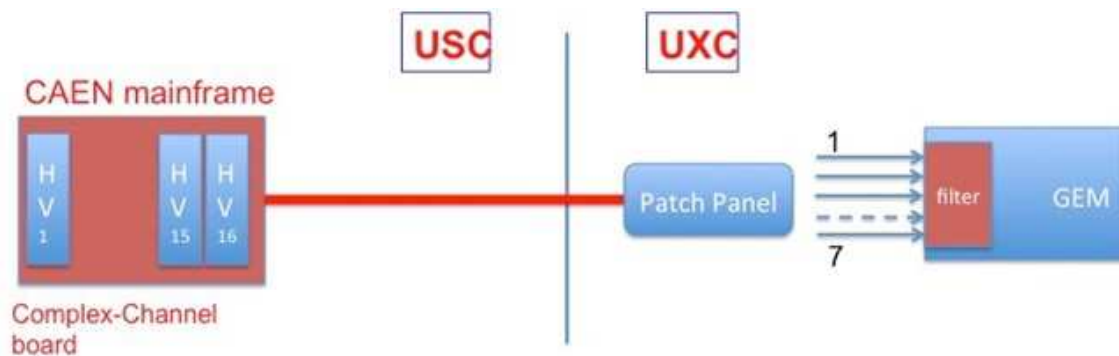 USC
UXC
CAEN mainframe
H V 1
H V 15
H V 16
Patch Panel
1
7
filter
GEM
Complex-Channel
board